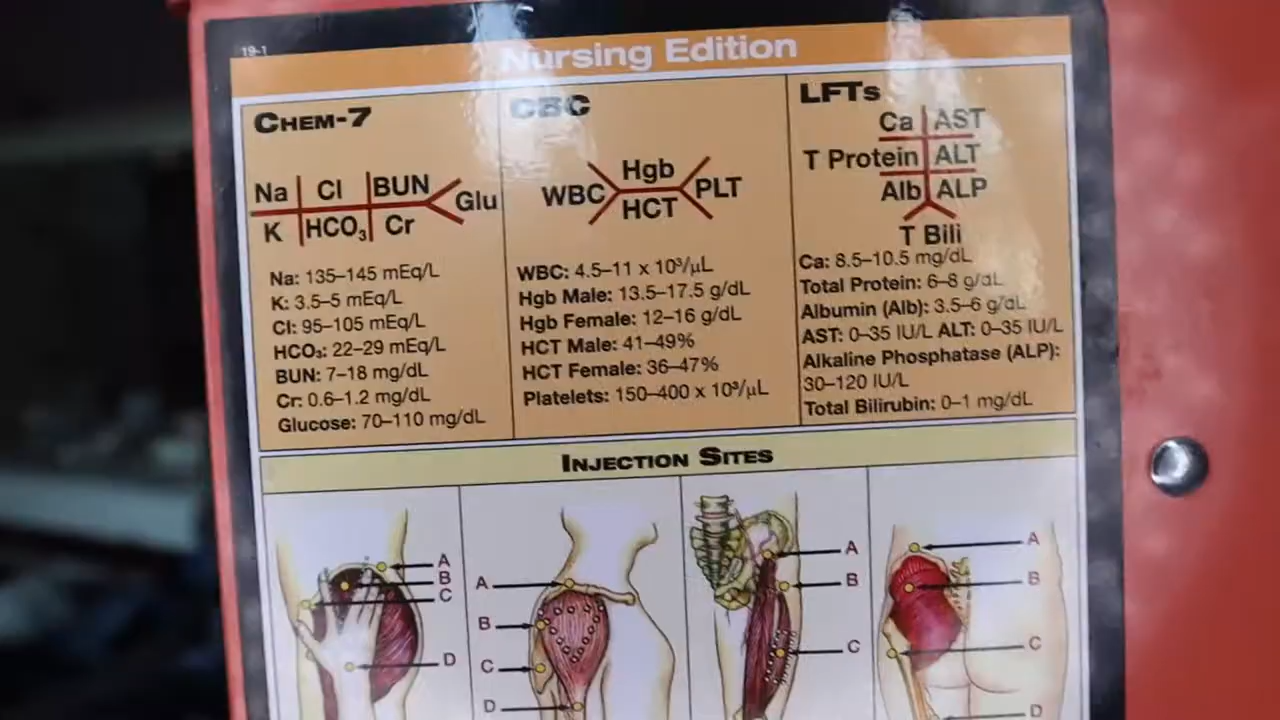 19-1
Nursing Edition
CHEM-7
Na Cl BUN Glu
K HCO₃ Cr
Na: 135–145 mEq/L
K: 3.5–5 mEq/L
Cl: 95–105 mEq/L
HCO₃: 22–29 mEq/L
BUN: 7–18 mg/dL
Cr: 0.6–1.2 mg/dL
Glucose: 70–110 mg/dL
CBC
Hgb
WBC PLT
HCT
WBC: 4.5–11 x 10³/µL
Hgb Male: 13.5–17.5 g/dL
Hgb Female: 12–16 g/dL
HCT Male: 41–49%
HCT Female: 36–47%
Platelets: 150–400 x 10³/µL
LFTs
Ca AST
T Protein ALT
Alb ALP
T Bili
Ca: 8.5–10.5 mg/dL
Total Protein: 6–8 g/dL
Albumin (Alb): 3.5–6 g/dL
AST: 0–35 IU/L ALT: 0–35 IU/L
Alkaline Phosphatase (ALP):
30–120 IU/L
Total Bilirubin: 0–1 mg/dL
INJECTION SITES
A
B
C
D
A
B
C
D
A
B
C
A
B
C
D